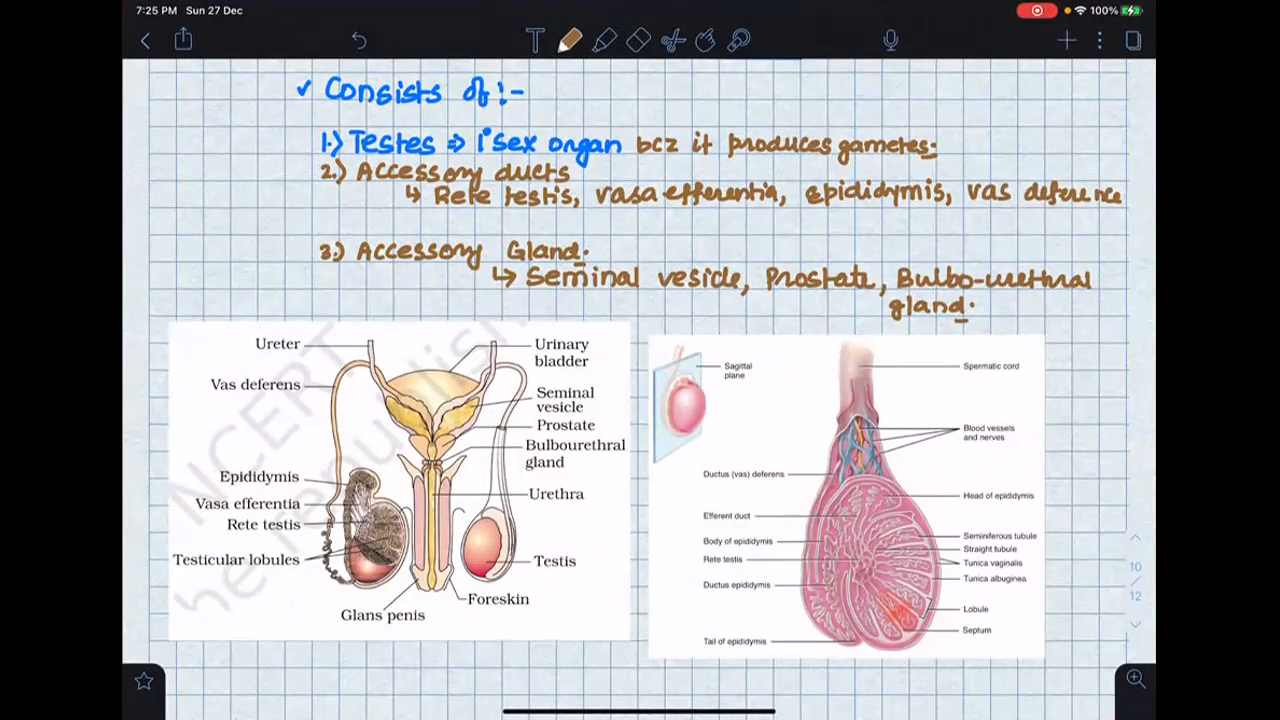 7:25 PM Sun 27 Dec
100%
✓ Consists of :-
1.) Testes ⇒ 1° sex organ bcz it produces gametes.
2.) Accessory ducts
↳ Rete testis, vasa efferentia, Epididymis, vas deference
3.) Accessory Gland.
↳ Seminal vesicle, Prostate, Bulbo-urethral
gland.
Ureter
Vas deferens
Epididymis
Vasa efferentia
Rete testis
Testicular lobules
Glans penis
Urinary
bladder
Seminal
vesicle
Prostate
Bulbourethral
gland
Urethra
Testis
Foreskin
NCERT
republish
Sagittal
plane
Ductus (vas) deferens
Efferent duct
Body of epididymis
Rete testis
Ductus epididymis
Tail of epididymis
Spermatic cord
Blood vessels
and nerves
Head of epididymis
Seminiferous tubule
Straight tubule
Tunica vaginalis
Tunica albuginea
Lobule
Septum
10
/
12